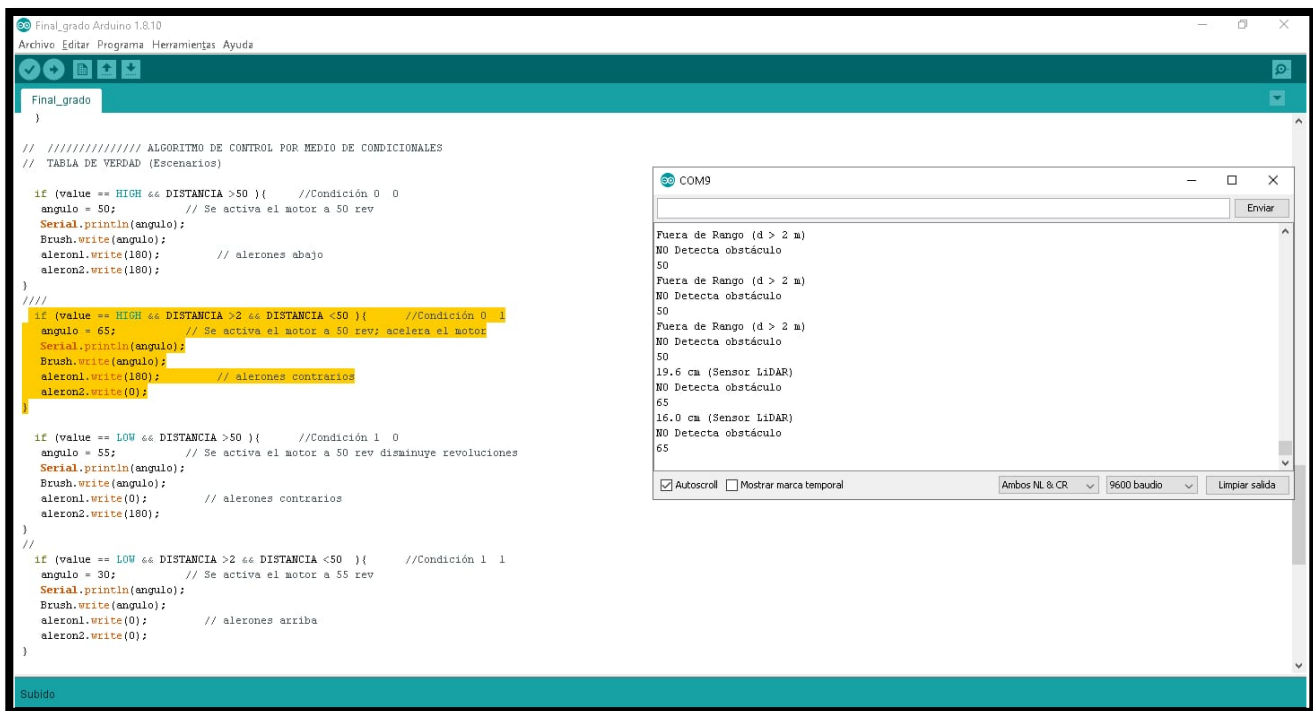 Final_grado Arduino 1.8.10
Archivo Editar Programa Herramientas Ayuda
Final_grado
}
// /////////////// ALGORITMO DE CONTROL POR MEDIO DE CONDICIONALES
// TABLA DE VERDAD (Escenarios)
if (value == HIGH && DISTANCIA >50 ){ //Condición 0 0
angulo = 50; // Se activa el motor a 50 rev
Serial.println(angulo);
Brush.write(angulo);
aleron1.write(180); // alerones abajo
aleron2.write(180);
}
////
if (value == HIGH && DISTANCIA >2 && DISTANCIA <50 ){ //Condición 0 1
angulo = 65; // Se activa el motor a 50 rev; acelera el motor
Serial.println(angulo);
Brush.write(angulo);
aleron1.write(180); // alerones contrarios
aleron2.write(0);
}
if (value == LOW && DISTANCIA >50 ){ //Condición 1 0
angulo = 55; // Se activa el motor a 50 rev disminuye revoluciones
Serial.println(angulo);
Brush.write(angulo);
aleron1.write(0); // alerones contrarios
aleron2.write(180);
}
//
if (value == LOW && DISTANCIA >2 && DISTANCIA <50 ){ //Condición 1 1
angulo = 30; // Se activa el motor a 55 rev
Serial.println(angulo);
Brush.write(angulo);
aleron1.write(0); // alerones arriba
aleron2.write(0);
}
Subido
COM9
Enviar
Fuera de Rango (d > 2 m)
NO Detecta obstáculo
50
Fuera de Rango (d > 2 m)
NO Detecta obstáculo
50
Fuera de Rango (d > 2 m)
NO Detecta obstáculo
50
19.6 cm (Sensor LiDAR)
NO Detecta obstáculo
65
16.0 cm (Sensor LiDAR)
NO Detecta obstáculo
65
Autoscroll Mostrar marca temporal Ambos NL & CR 9600 baudio Limpiar salida